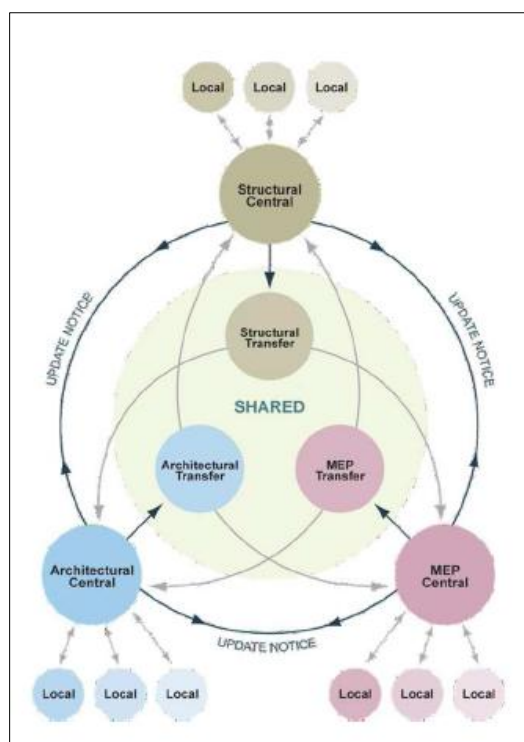 Local
Local
Local
Structural
Central
UPDATE NOTICE
UPDATE NOTICE
Structural
Transfer
SHARED
Architectural
Transfer
MEP
Transfer
Architectural
Central
MEP
Central
UPDATE NOTICE
Local
Local
Local
Local
Local
Local